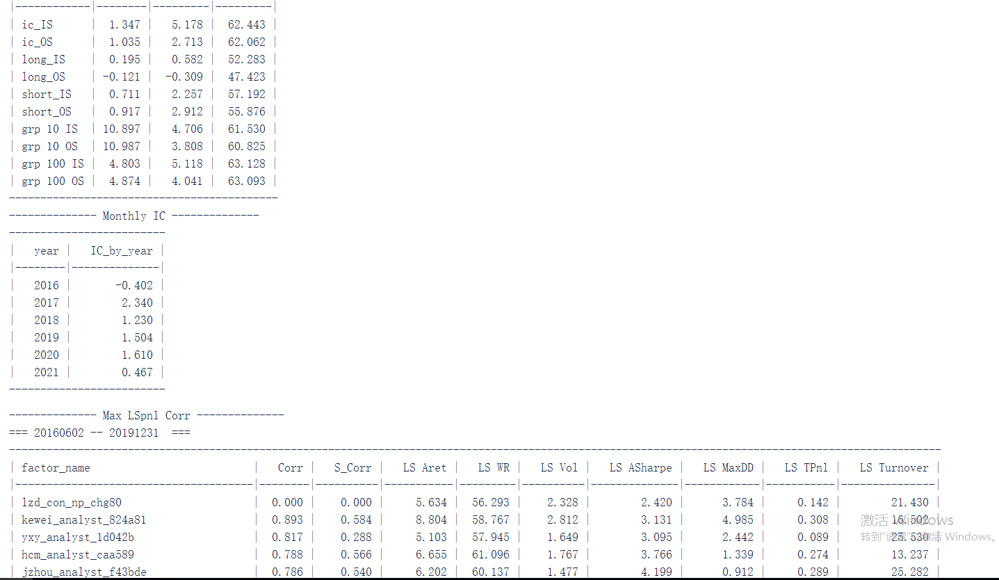 |------------|--------|---------|---------|
| ic_IS | 1.347 | 5.178 | 62.443 |
| ic_OS | 1.035 | 2.713 | 62.062 |
| long_IS | 0.195 | 0.582 | 52.283 |
| long_OS | -0.121 | -0.309 | 47.423 |
| short_IS | 0.711 | 2.257 | 57.192 |
| short_OS | 0.917 | 2.912 | 55.876 |
| grp 10 IS | 10.897 | 4.706 | 61.530 |
| grp 10 OS | 10.987 | 3.808 | 60.825 |
| grp 100 IS | 4.803 | 5.118 | 63.128 |
| grp 100 OS | 4.874 | 4.041 | 63.093 |
-------------------------------------------
-------------- Monthly IC --------------
-------------------------
| year | IC_by_year |
|--------|--------------|
| 2016 | -0.402 |
| 2017 | 2.340 |
| 2018 | 1.230 |
| 2019 | 1.504 |
| 2020 | 1.610 |
| 2021 | 0.467 |
-------------------------
-------------- Max LSpnl Corr --------------
=== 20160602 -- 20191231 ===
| factor_name | Corr | S_Corr | LS Aret | LS WR | LS Vol | LS ASharpe | LS MaxDD | LS TPnl | LS Turnover |
| lzd_con_np_chg80 | 0.000 | 0.000 | 5.634 | 56.293 | 2.328 | 2.420 | 3.784 | 0.142 | 21.430 |
| kewei_analyst_824a81 | 0.893 | 0.584 | 8.804 | 58.767 | 2.812 | 3.131 | 4.985 | 0.308 | |
激活 Windows
| yxy_analyst_1d042b | 0.817 | 0.288 | 5.103 | 57.945 | 1.649 | 3.095 | 2.442 | 0.089 | |
转到"设置"以激活 Windows。
| hcm_analyst_caa589 | 0.788 | 0.566 | 6.655 | 61.096 | 1.767 | 3.766 | 1.339 | 0.274 | 13.237 |
| jzhou_analyst_f43bde | 0.786 | 0.540 | 6.202 | 60.137 | 1.477 | 4.199 | 0.912 | 0.289 | 25.282 |